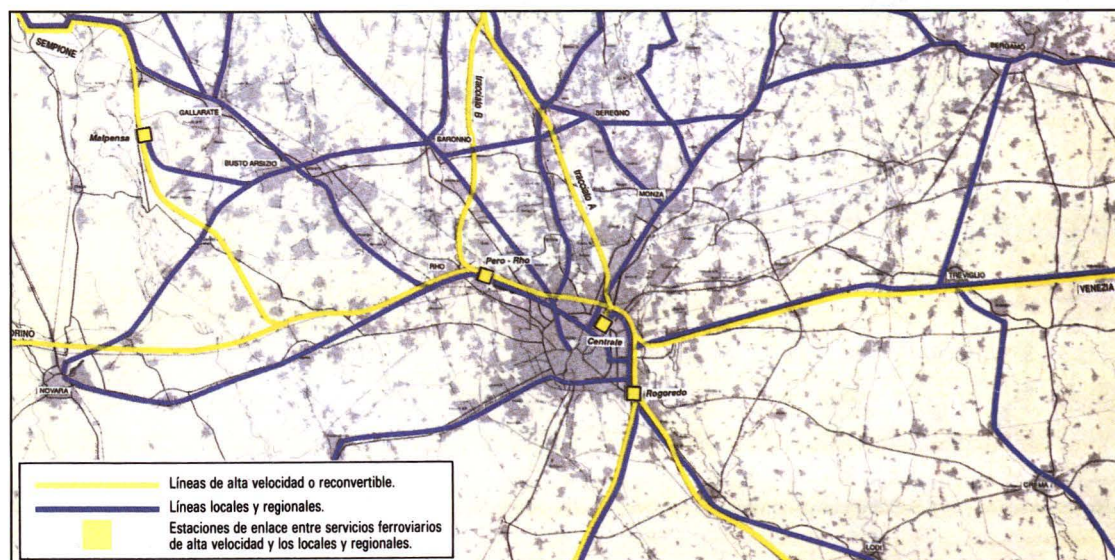 SEMPIONE
BERGAMO
GALLARATE
tracciato B
SEREGNO
Malpensa
SARONNO
BUSTO ARSIZIO
tracciato A
MONZA
Pero - Rho
RHO
TREVIGLIO
VENEZIA
ORINO
Centrale
NOVARA
Rogoredo
CREMA
LODI
Líneas de alta velocidad o reconvertible.
Líneas locales y regionales.
Estaciones de enlace entre servicios ferroviarios
de alta velocidad y los locales y regionales.